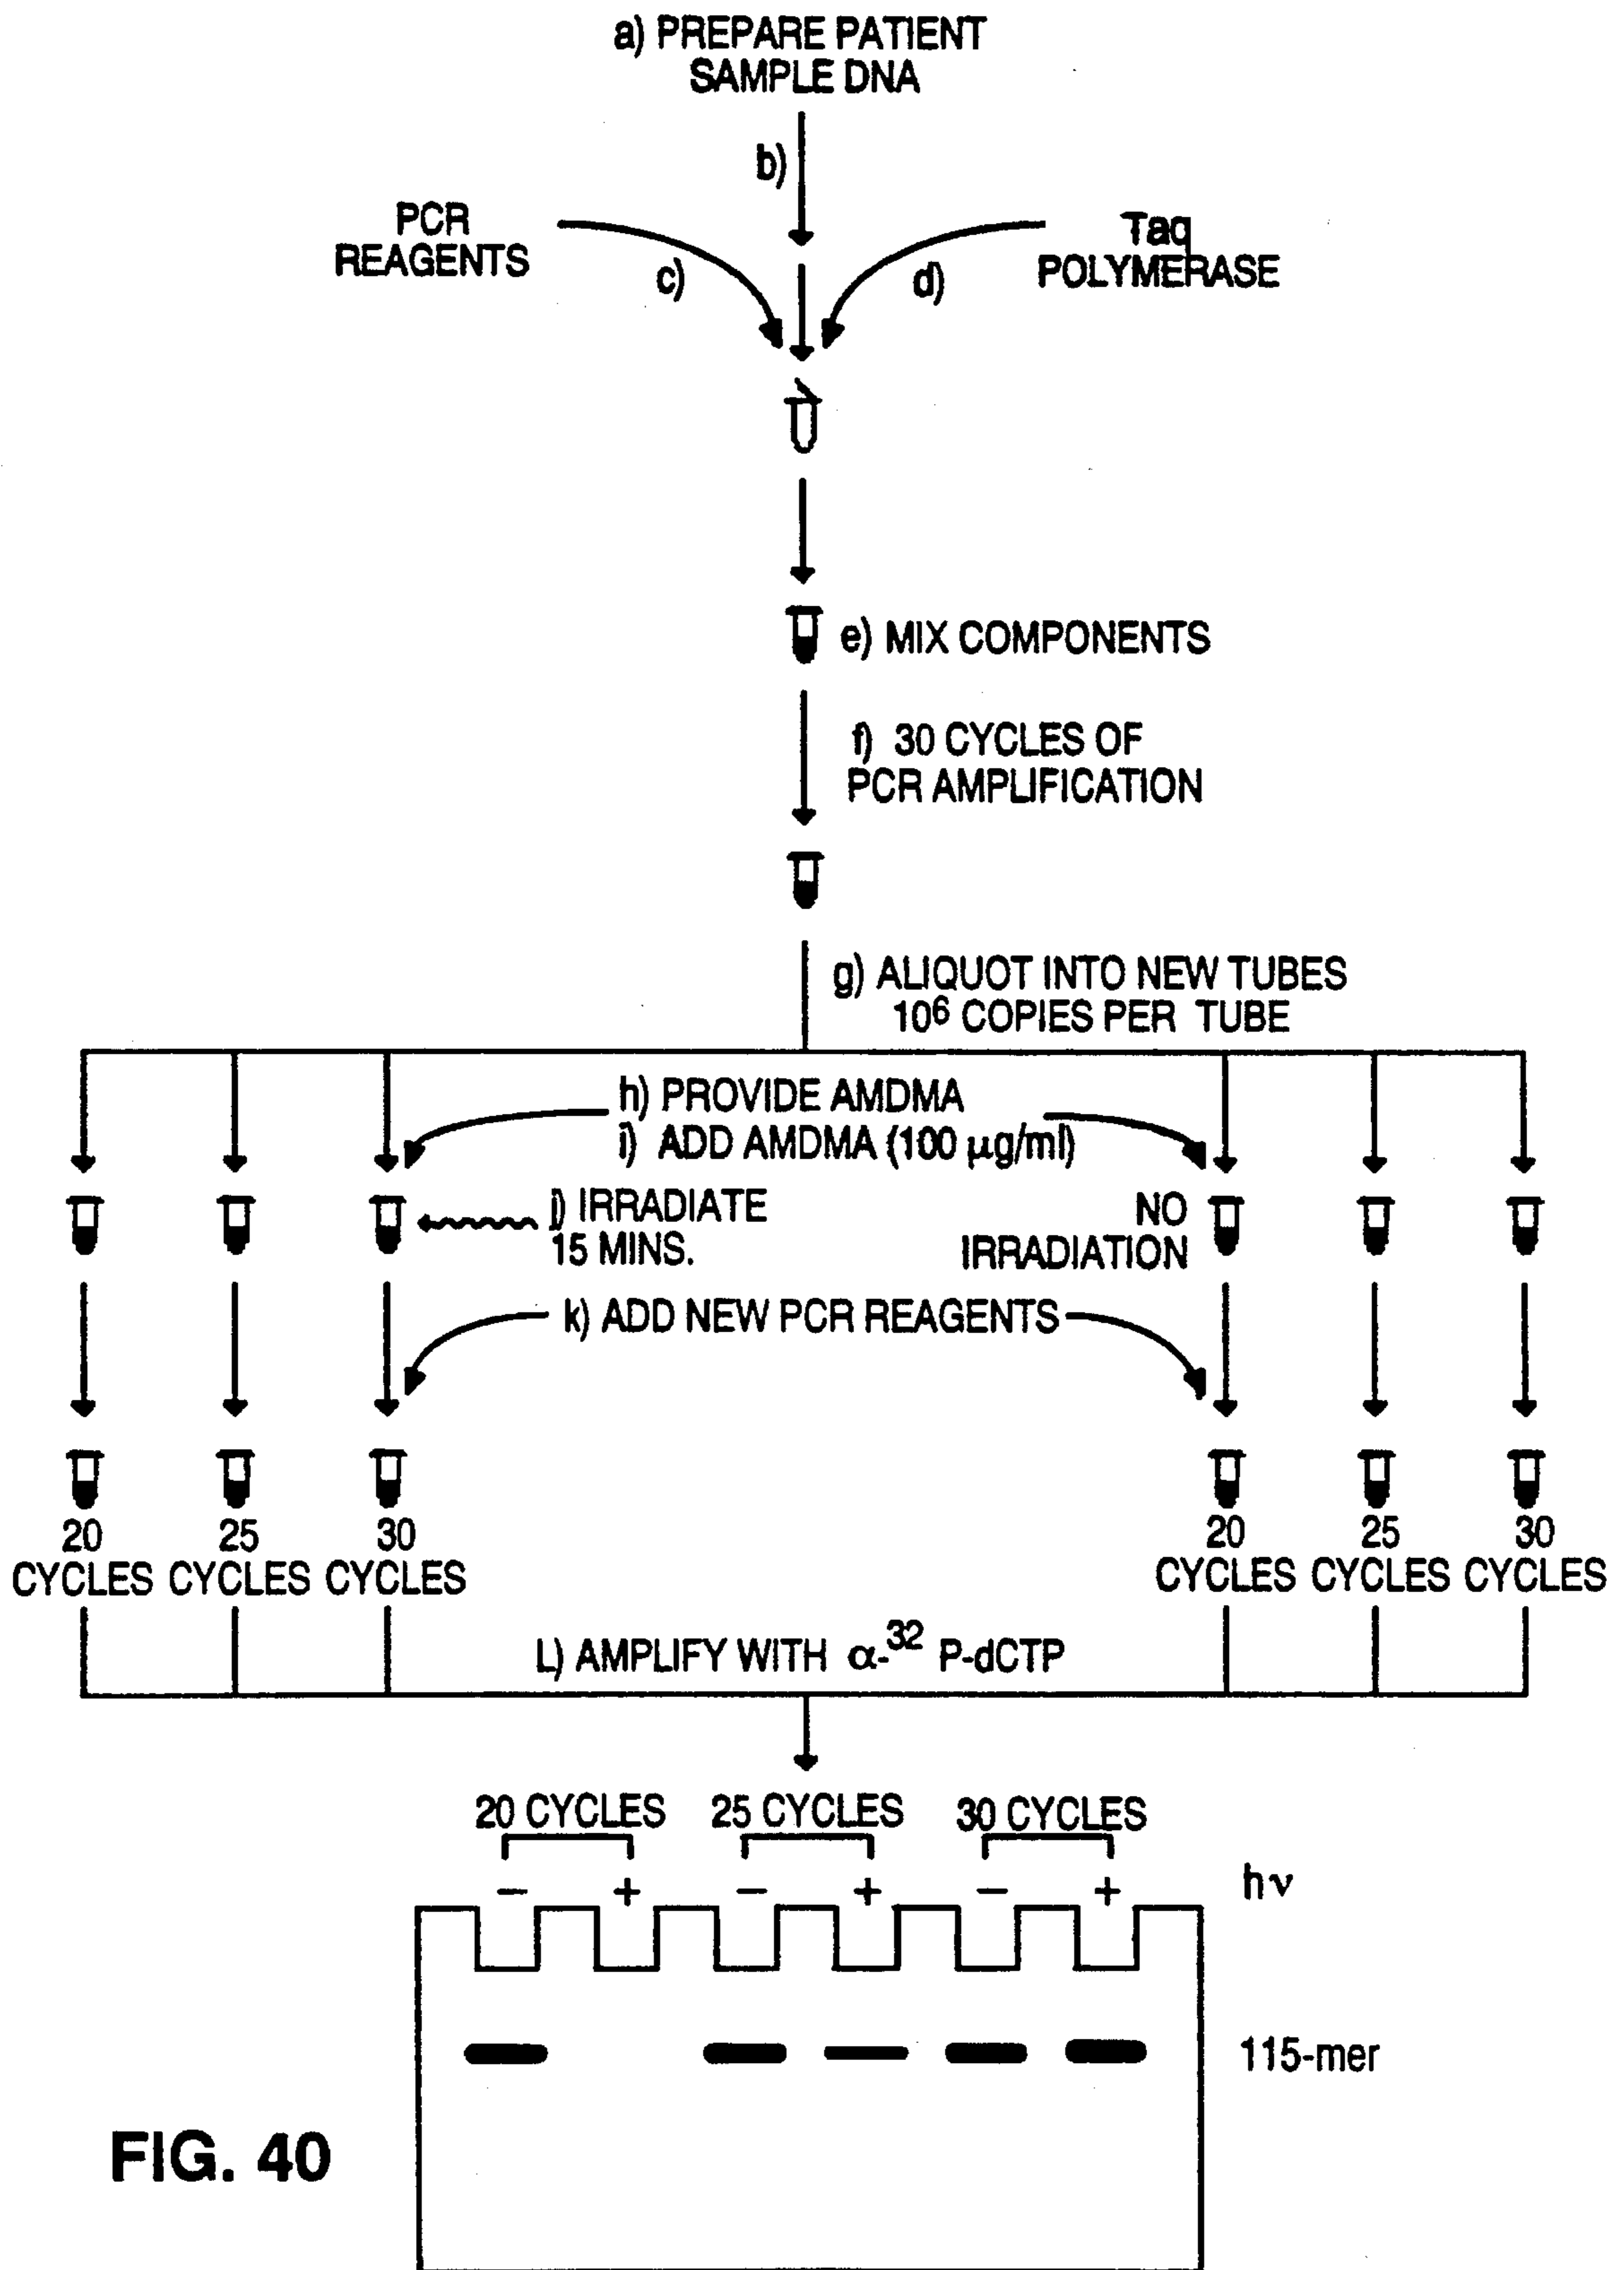 a) PREPARE PATIENT
SAMPLE DNA
b)
PCR
REAGENTS
c)
d)
Taq
POLYMERASE
e) MIX COMPONENTS
f) 30 CYCLES OF
PCR AMPLIFICATION
g) ALIQUOT INTO NEW TUBES
10⁶ COPIES PER TUBE
h) PROVIDE AMDMA
i) ADD AMDMA (100 µg/ml)
j) IRRADIATE
15 MINS.
NO
IRRADIATION
k) ADD NEW PCR REAGENTS
20 25 30 20 25 30
CYCLES CYCLES CYCLES CYCLES CYCLES CYCLES
L) AMPLIFY WITH α-³² P-dCTP
20 CYCLES 25 CYCLES 30 CYCLES
– + – + – + hν
115-mer
FIG. 40